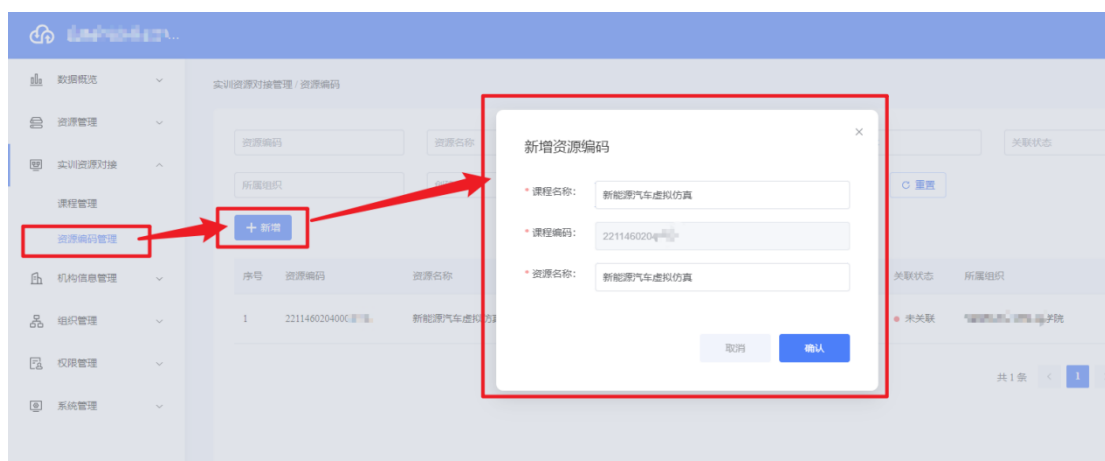 数据概览
资源管理
实训资源对接
课程管理
资源编码管理
机构信息管理
组织管理
权限管理
系统管理
实训资源对接管理 / 资源编码
资源编码
资源名称
关联状态
所属组织
重置
新增
序号 资源编码 资源名称 关联状态 所属组织
1 2211460204000 新能源汽车虚拟仿真 未关联 学院
共1条 1
新增资源编码
* 课程名称: 新能源汽车虚拟仿真
* 课程编码: 221146020
* 资源名称: 新能源汽车虚拟仿真
取消 确认